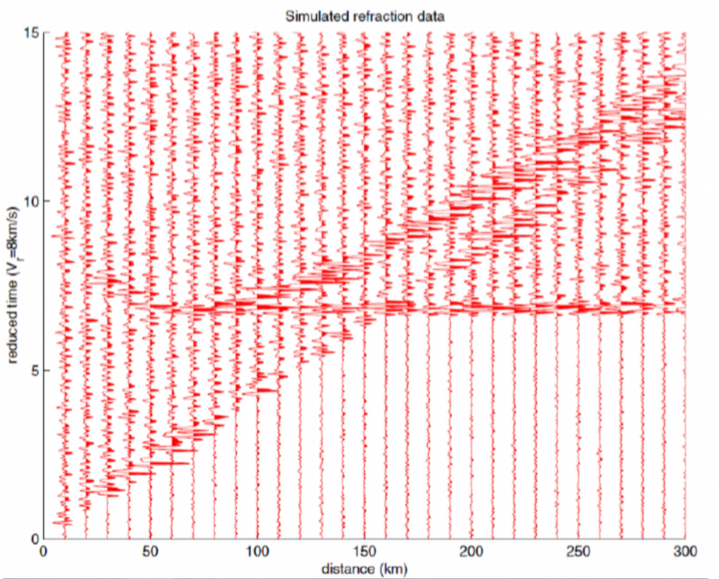 Simulated refraction data
15
10
5
0
reduced time (Vr=8km/s)
0 50 100 150 200 250 300
distance (km)